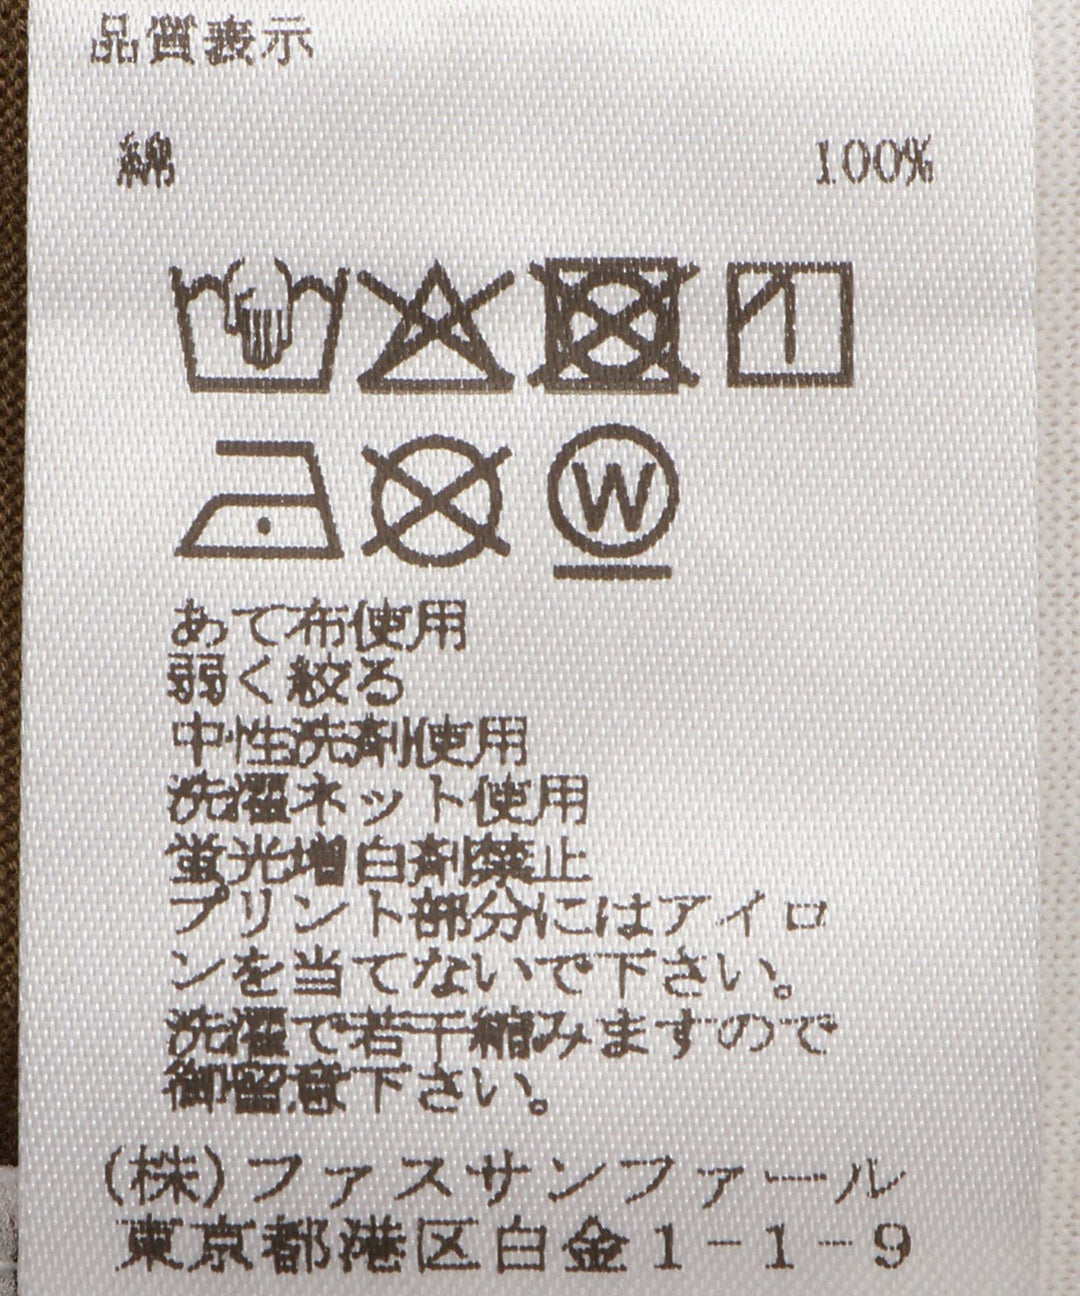 品質表示
綿 100%
W
あて布使用
弱く絞る
中性洗剤使用
洗濯ネット使用
蛍光増白剤禁止
プリント部分にはアイロ
ンを当てないで下さい。
洗濯で若干縮みますので
御留意下さい。
(株)ファスサンファール
東京都港区白金1-1-9